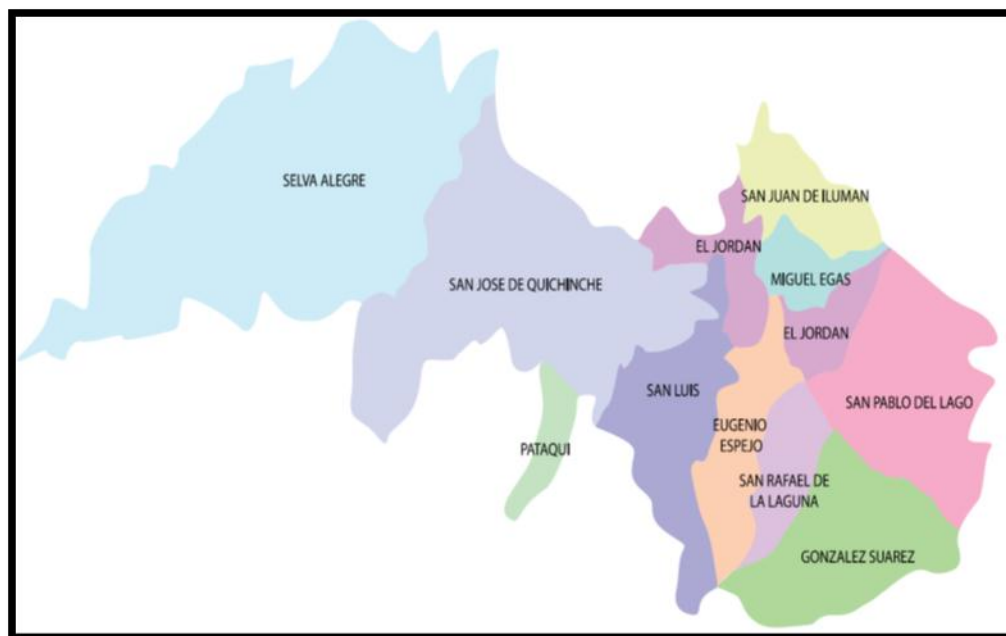 SELVA ALEGRE
SAN JUAN DE ILUMAN
EL JORDAN
SAN JOSE DE QUICHINCHE
MIGUEL EGAS
EL JORDAN
SAN LUIS
SAN PABLO DEL LAGO
EUGENIO
ESPEJO
PATAQUI
SAN RAFAEL DE
LA LAGUNA
GONZALEZ SUAREZ